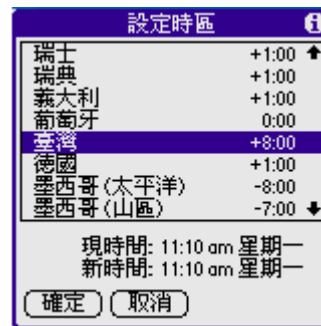 設定時區 i
瑞士 +1:00
瑞典 +1:00
義大利 +1:00
葡萄牙 0:00
臺灣 +8:00
德國 +1:00
墨西哥 (太平洋) -8:00
墨西哥 (山區) -7:00
現時間: 11:10 am 星期一
新時間: 11:10 am 星期一
確定 取消